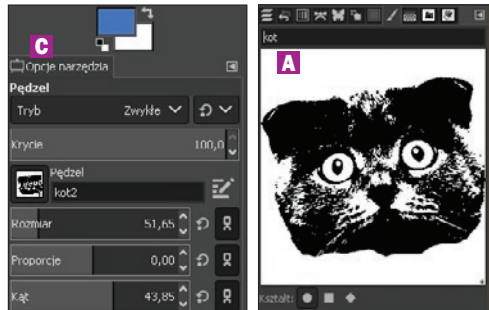 C
Opcje narzędzia
Pędzel
Tryb Zwykłe
Krycie 100,0
Pędzel
kot2
Rozmiar 51,65
Proporcje 0,00
Kąt 43,85
kot
A
Kształt: